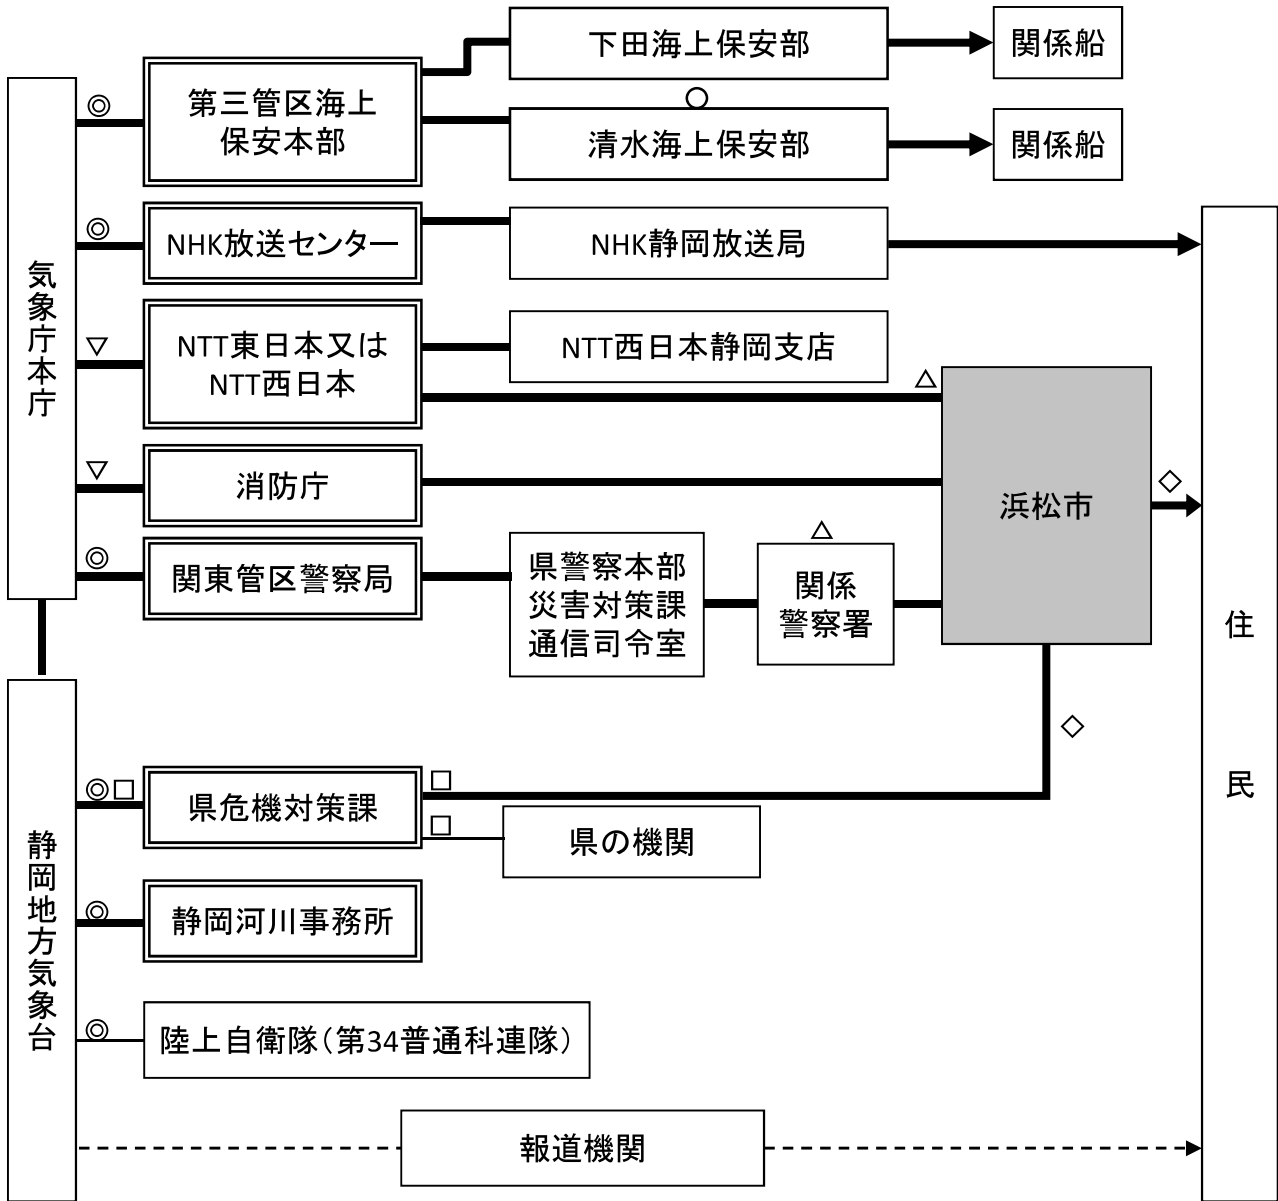 下田海上保安部
関係船
◎
第三管区海上
保安本部
○
清水海上保安部
関係船
◎
NHK放送センター
NHK静岡放送局
気象庁本庁
▽
NTT東日本又は
NTT西日本
NTT西日本静岡支店
△
▽
消防庁
浜松市
◇
◎
関東管区警察局
県警察本部
災害対策課
通信司令室
△
関係
警察署
住民
◇
静岡地方気象台
◎□
県危機対策課
□
□
県の機関
◎
静岡河川事務所
◎
陸上自衛隊（第34普通科連隊）
報道機関